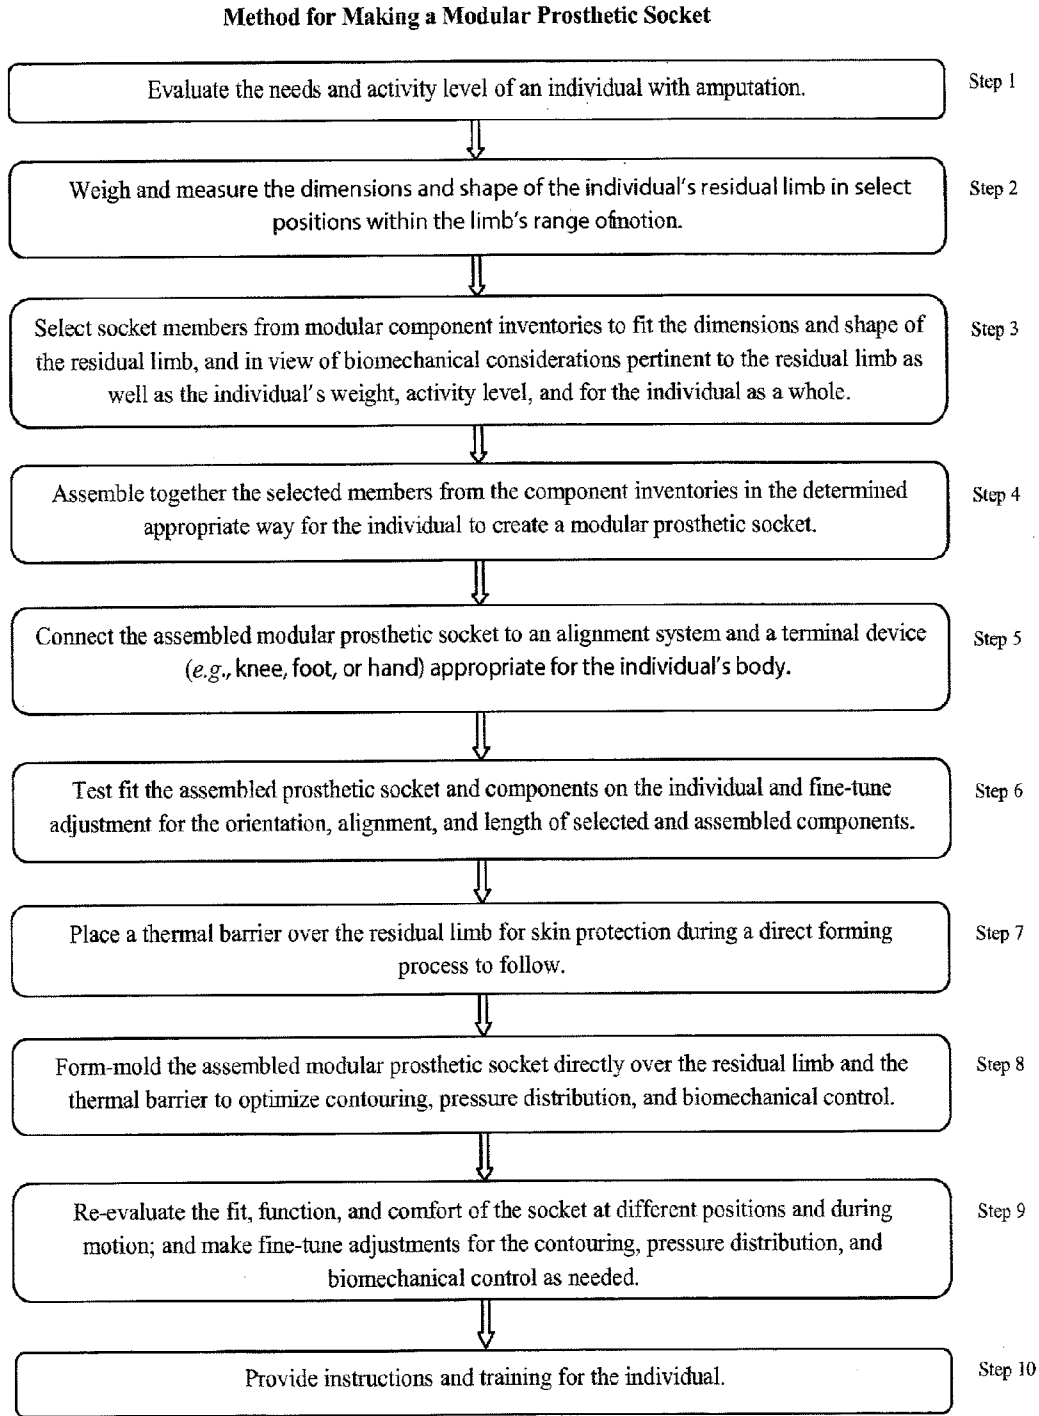 Method for Making a Modular Prosthetic Socket
Evaluate the needs and activity level of an individual with amputation.
Step 1
Weigh and measure the dimensions and shape of the individual's residual limb in select
positions within the limb's range ofmotion.
Step 2
Select socket members from modular component inventories to fit the dimensions and shape of
the residual limb, and in view of biomechanical considerations pertinent to the residual limb as
well as the individual's weight, activity level, and for the individual as a whole.
Step 3
Assemble together the selected members from the component inventories in the determined
appropriate way for the individual to create a modular prosthetic socket.
Step 4
Connect the assembled modular prosthetic socket to an alignment system and a terminal device
(e.g., knee, foot, or hand) appropriate for the individual's body.
Step 5
Test fit the assembled prosthetic socket and components on the individual and fine-tune
adjustment for the orientation, alignment, and length of selected and assembled components.
Step 6
Place a thermal barrier over the residual limb for skin protection during a direct forming
process to follow.
Step 7
Form-mold the assembled modular prosthetic socket directly over the residual limb and the
thermal barrier to optimize contouring, pressure distribution, and biomechanical control.
Step 8
Re-evaluate the fit, function, and comfort of the socket at different positions and during
motion; and make fine-tune adjustments for the contouring, pressure distribution, and
biomechanical control as needed.
Step 9
Provide instructions and training for the individual.
Step 10